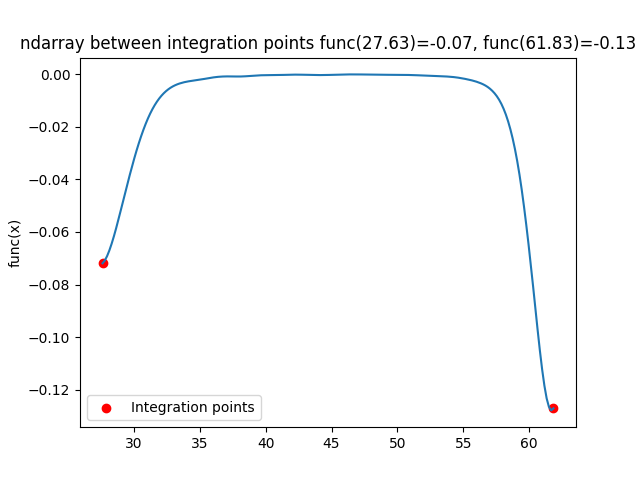 ndarray between integration points func(27.63)=-0.07, func(61.83)=-0.13
0.00
−0.02
−0.04
−0.06
−0.08
−0.10
−0.12
func(x)
Integration points
30 35 40 45 50 55 60